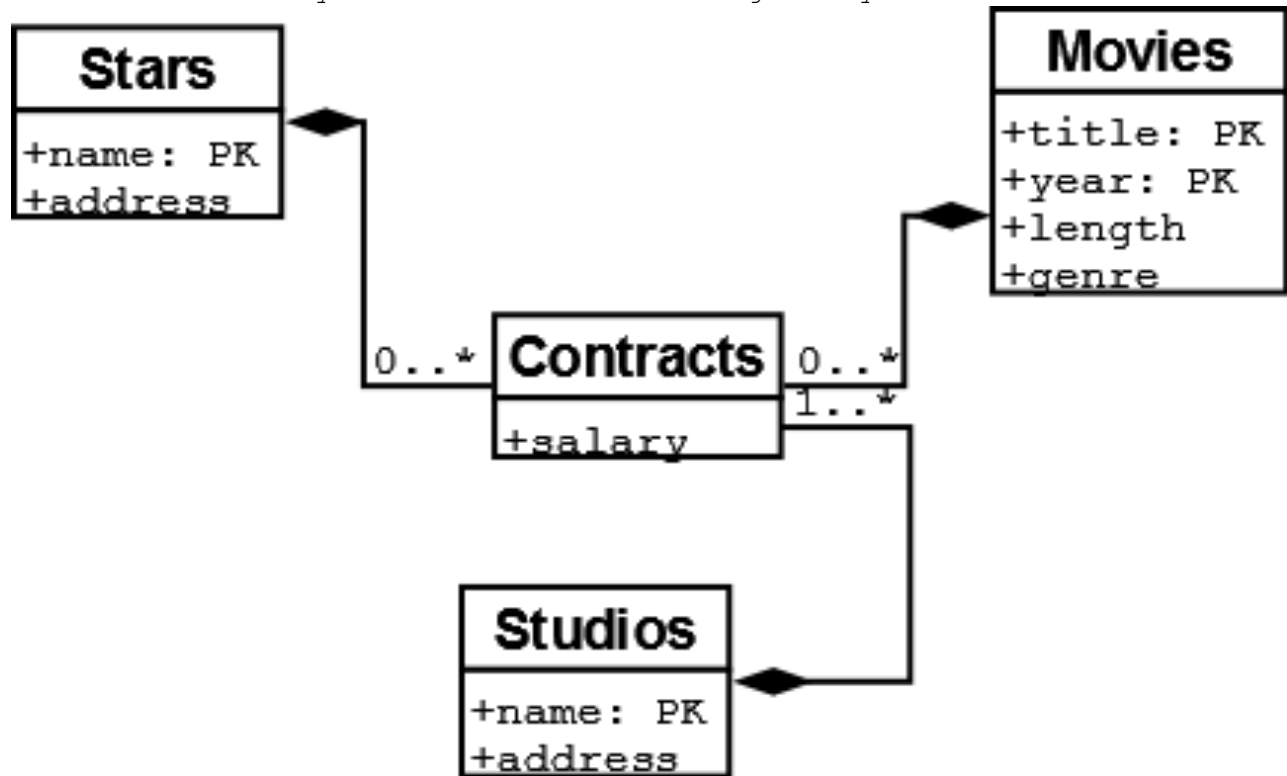 Stars
+name: PK
+address
Movies
+title: PK
+year: PK
+length
+genre
0..*
Contracts
+salary
0..*
1..*
Studios
+name: PK
+address